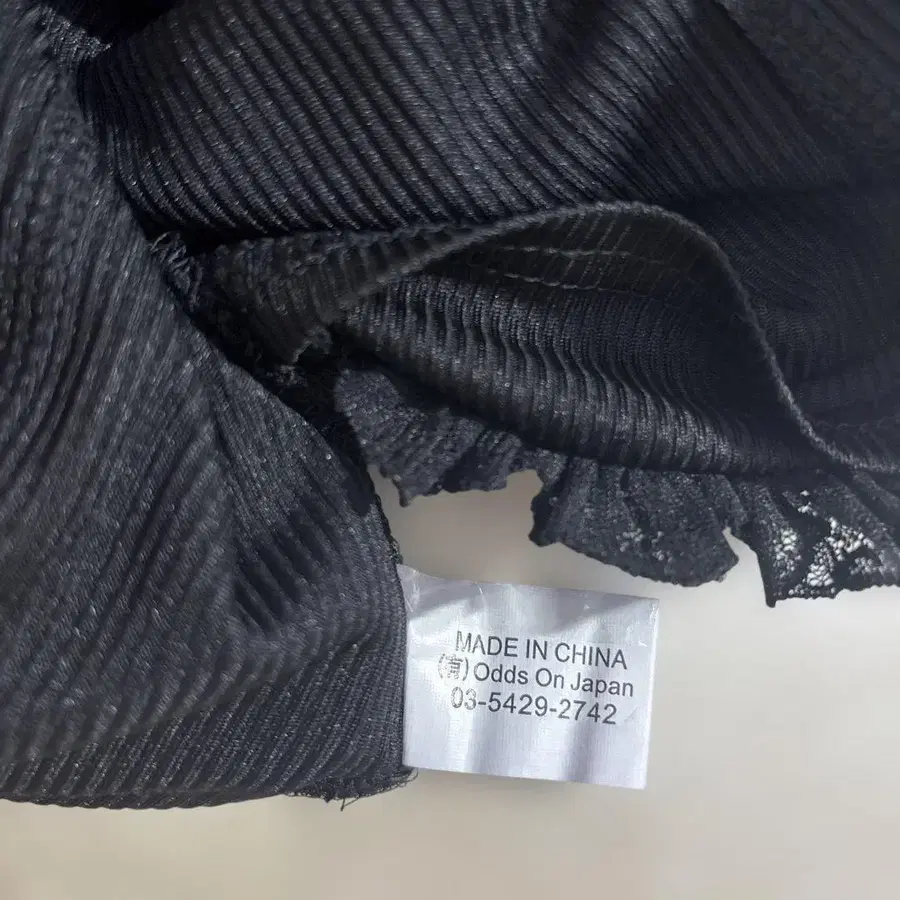 MADE IN CHINA
(有) Odds On Japan
03-5429-2742